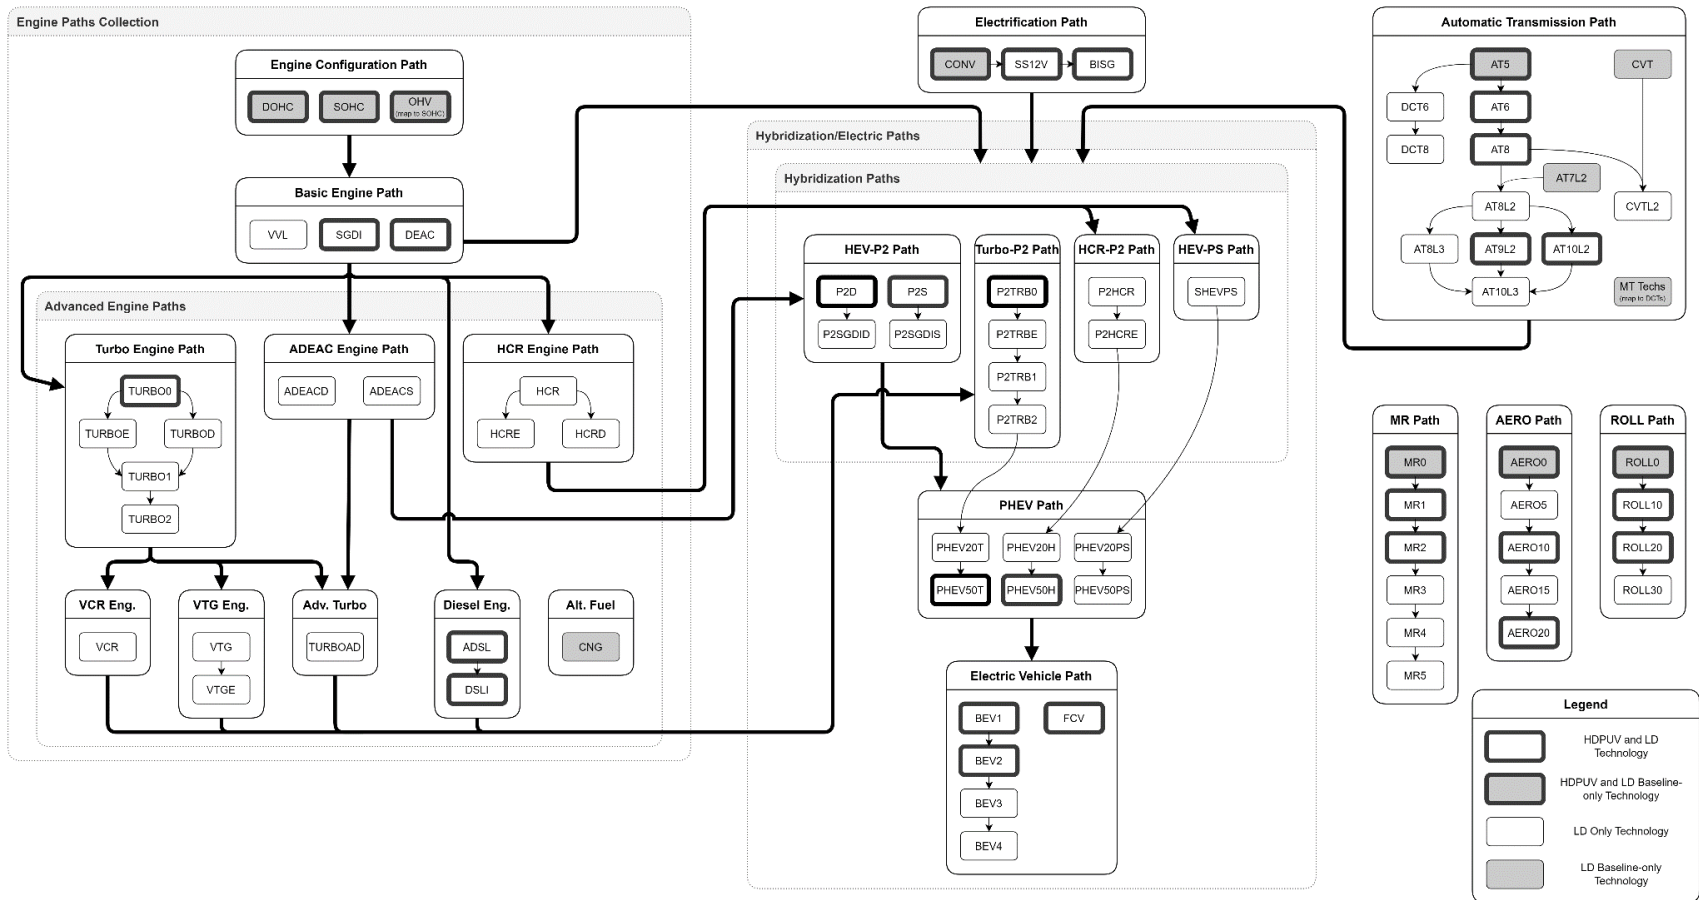 Engine Paths Collection
Engine Configuration Path
DOHC
SOHC
OHV
(map to SOHC)
Basic Engine Path
VVL
SGDI
DEAC
Advanced Engine Paths
Turbo Engine Path
TURBO0
TURBOE
TURBOD
TURBO1
TURBO2
ADEAC Engine Path
ADEACD
ADEACS
HCR Engine Path
HCR
HCRE
HCRD
VCR Eng.
VCR
VTG Eng.
VTG
VTGE
Adv. Turbo
TURBOAD
Diesel Eng.
ADSL
DSLI
Alt. Fuel
CNG
Electrification Path
CONV
SS12V
BISG
Hybridization/Electric Paths
Hybridization Paths
HEV-P2 Path
P2D
P2S
P2SGDID
P2SGDIS
Turbo-P2 Path
P2TRB0
P2TRBE
P2TRB1
P2TRB2
HCR-P2 Path
P2HCR
P2HCRE
HEV-PS Path
SHEVPS
PHEV Path
PHEV20T
PHEV20H
PHEV20PS
PHEV50T
PHEV50H
PHEV50PS
Electric Vehicle Path
BEV1
FCV
BEV2
BEV3
BEV4
Automatic Transmission Path
AT5
CVT
DCT6
AT6
DCT8
AT8
AT7L2
AT8L2
CVTL2
AT8L3
AT9L2
AT10L2
AT10L3
MT Techs
(map to DCTs)
MR Path
MR0
MR1
MR2
MR3
MR4
MR5
AERO Path
AERO0
AERO5
AERO10
AERO15
AERO20
ROLL Path
ROLL0
ROLL10
ROLL20
ROLL30
Legend
HDPUV and LD
Technology
HDPUV and LD Baseline-
only Technology
LD Only Technology
LD Baseline-only
Technology